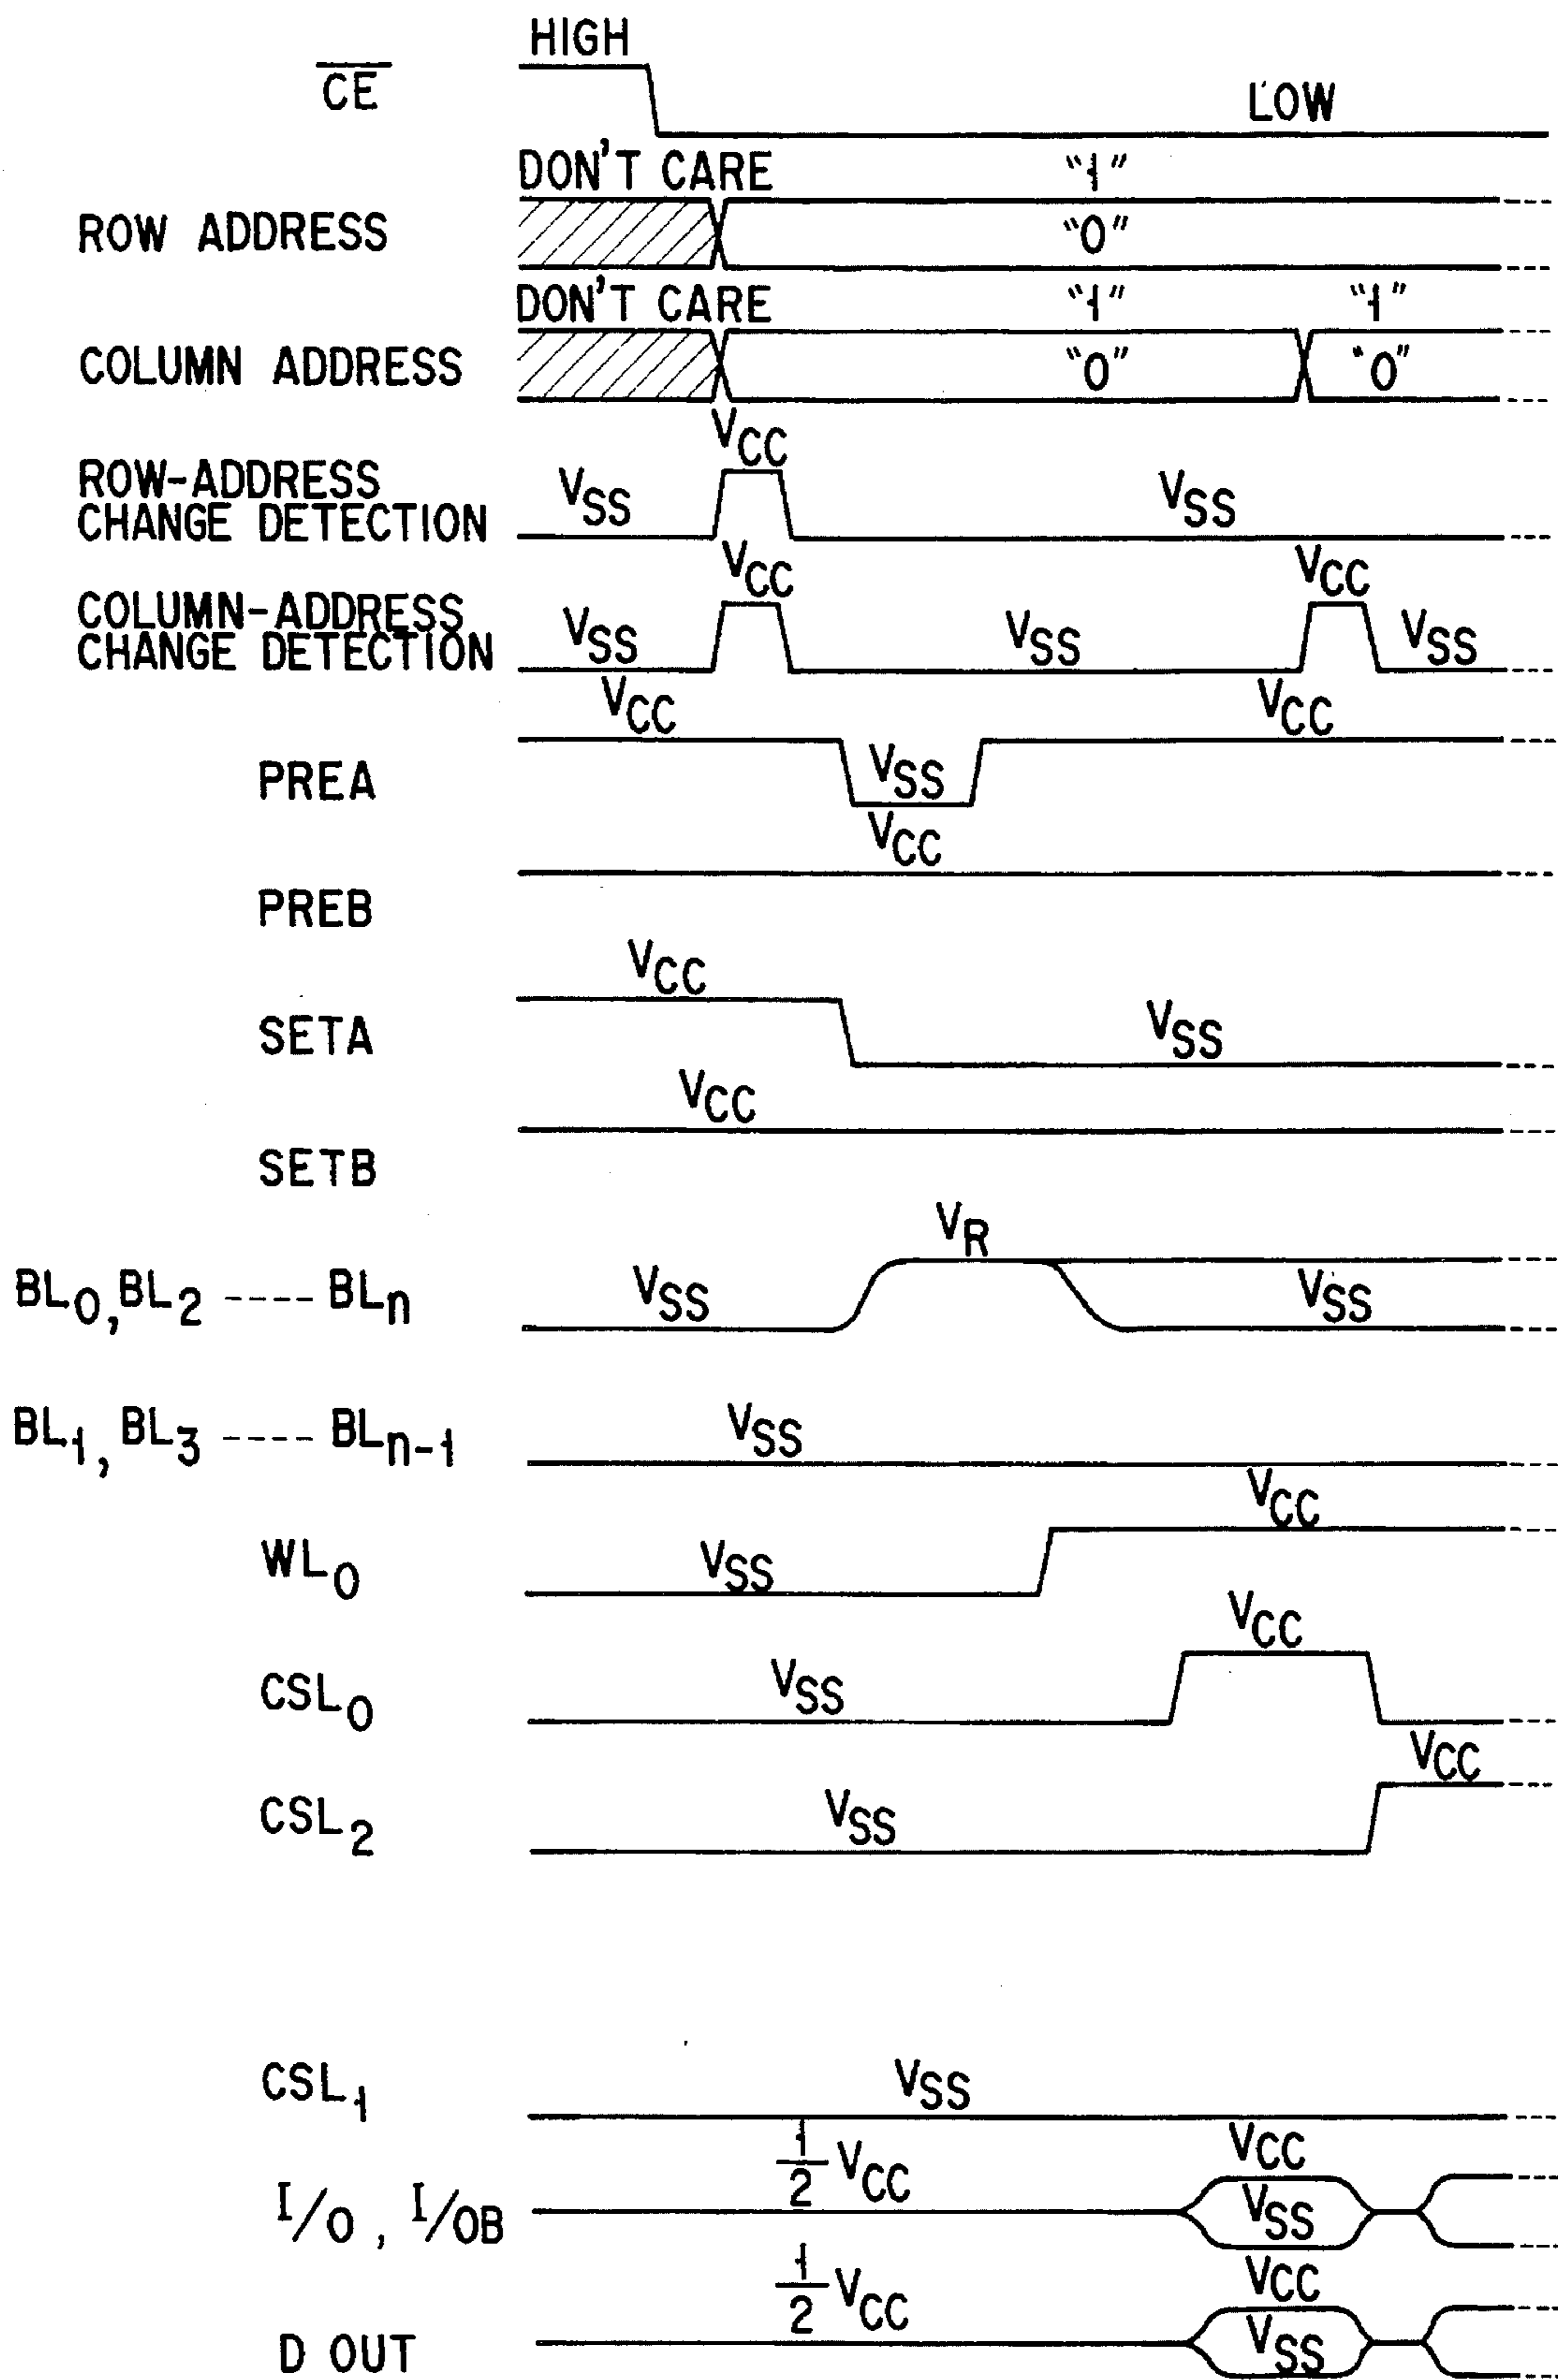 HIGH
CE
LOW
DON'T CARE "1"
ROW ADDRESS "0"
DON'T CARE "1" "1"
COLUMN ADDRESS "0" "0"
VCC
ROW-ADDRESS
CHANGE DETECTION VSS VSS
VCC VCC
COLUMN-ADDRESS
CHANGE DETECTION VSS VSS VSS
VCC VCC
PREA VSS
VCC
PREB
VCC
SETA VSS
VCC
SETB
VR
BL0, BL2 ---- BLn VSS VSS
BL1, BL3 ---- BLn-1 VSS
VCC
WL0 VSS
VCC
CSL0 VSS
VCC
CSL2 VSS
CSL1 VSS
1/2 VCC VCC
I/O, I/OB VSS
1/2 VCC VCC
D OUT VSS